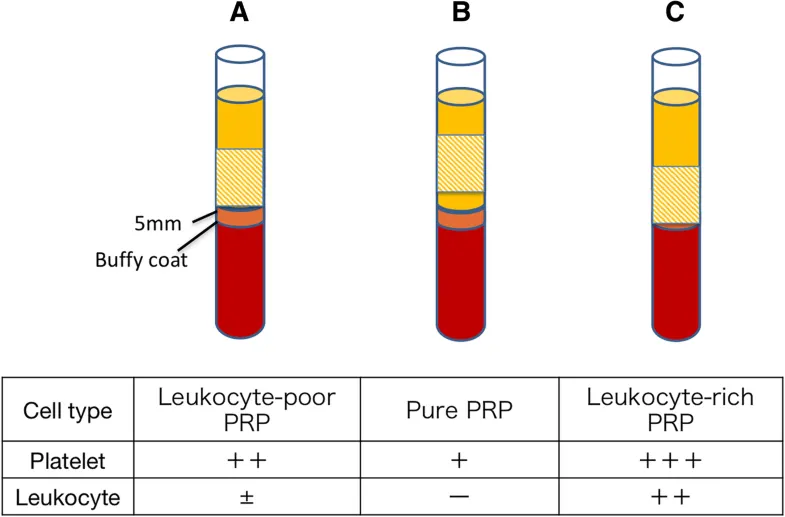 A B C
5mm
Buffy coat
Cell type Leukocyte-poor PRP Pure PRP Leukocyte-rich PRP
Platelet ++ + +++
Leukocyte ± − ++